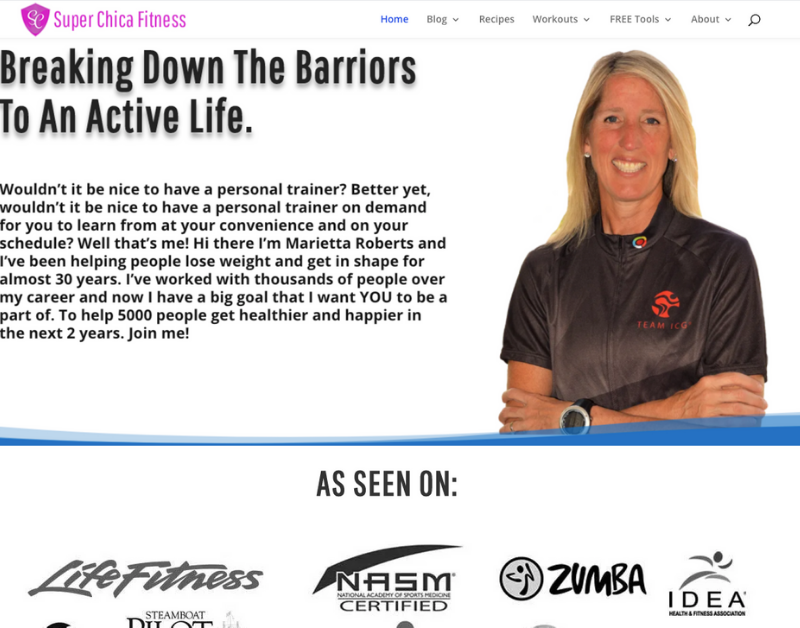 SC Super Chica Fitness
Home Blog Recipes Workouts FREE Tools About
Breaking Down The Barriors
To An Active Life.
Wouldn't it be nice to have a personal trainer? Better yet,
wouldn't it be nice to have a personal trainer on demand
for you to learn from at your convenience and on your
schedule? Well that's me! Hi there I'm Marietta Roberts and
I've been helping people lose weight and get in shape for
almost 30 years. I've worked with thousands of people over
my career and now I have a big goal that I want YOU to be a
part of. To help 5000 people get healthier and happier in
the next 2 years. Join me!
TEAM ICG
AS SEEN ON:
LifeFitness
NASM
NATIONAL ACADEMY OF SPORTS MEDICINE
CERTIFIED
ZUMBA
IDEA
HEALTH & FITNESS ASSOCIATION
STEAMBOAT
PILOT